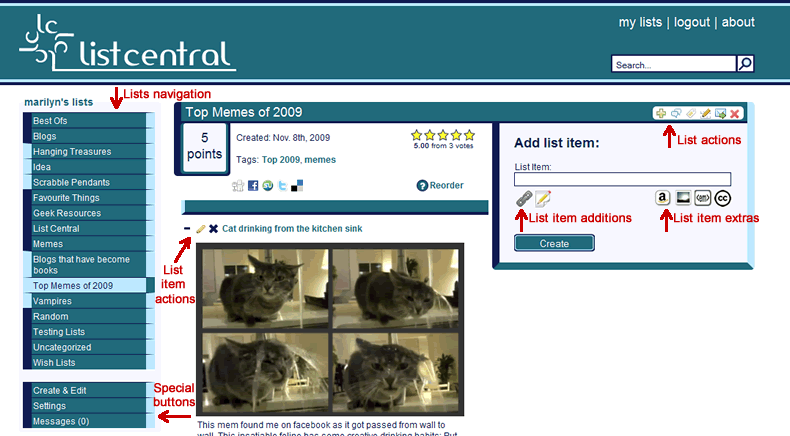 my lists | logout | about
listcentral
Search...
Lists navigation
marilyn's lists
Best Ofs
Blogs
Hanging Treasures
Idea
Scrabble Pendants
Favourite Things
Geek Resources
List Central
Memes
Blogs that have become
books
Top Memes of 2009
Vampires
Random
Testing Lists
Uncategorized
Wish Lists
Create & Edit
Settings
Messages (0)
Special
buttons
Top Memes of 2009
5
points
Created: Nov. 8th, 2009
Tags: Top 2009, memes
5.00 from 3 votes
Reorder
Cat drinking from the kitchen sink
List
item
actions
This mem found me on facebook as it got passed from wall to
wall. This insatiable feline has some creative drinking habits: Put
List actions
Add list item:
List Item:
a
{em}
cc
List item additions
List item extras
Create